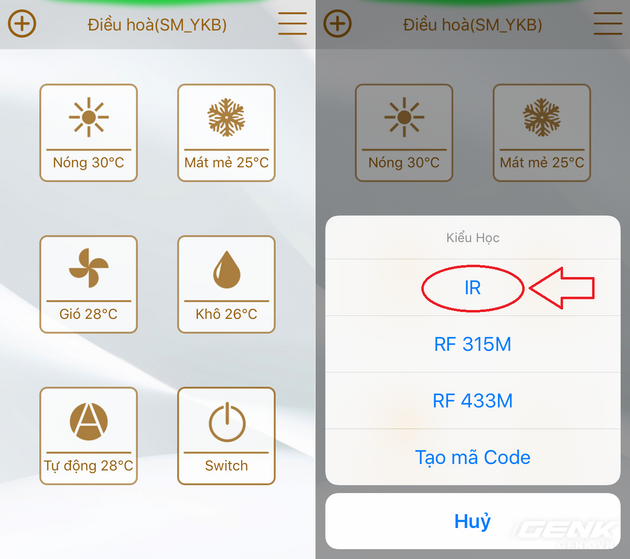 Điều hoà(SM_YKB)
Nóng 30°C
Mát mẻ 25°C
Gió 28°C
Khô 26°C
A
Tự động 28°C
Switch
Điều hoà(SM_YKB)
Nóng 30°C
Mát mẻ 25°C
Kiểu Học
IR
RF 315M
RF 433M
Tạo mã Code
Huỷ
GENK